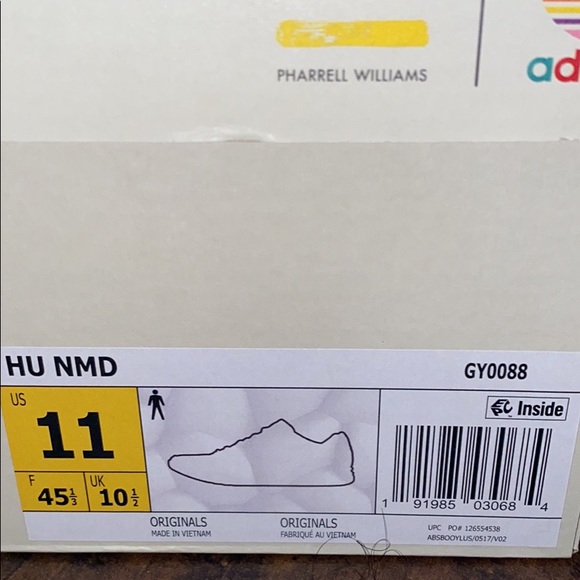 PHARRELL WILLIAMS
ad
HU NMD
GY0088
US
11
F
45⅓
UK
10½
Inside
ORIGINALS
MADE IN VIETNAM
ORIGINALS
FABRIQUÉ AU VIETNAM
1 91985 03068 4
UPC PO# 126554538
ABSBOOYLUS/0517/V02